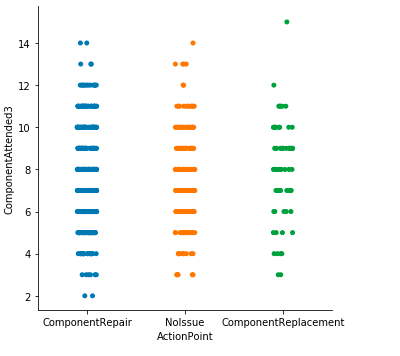 14
12
10
8
6
4
2
ComponentAttended3
ComponentRepair NoIssue ComponentReplacement
ActionPoint